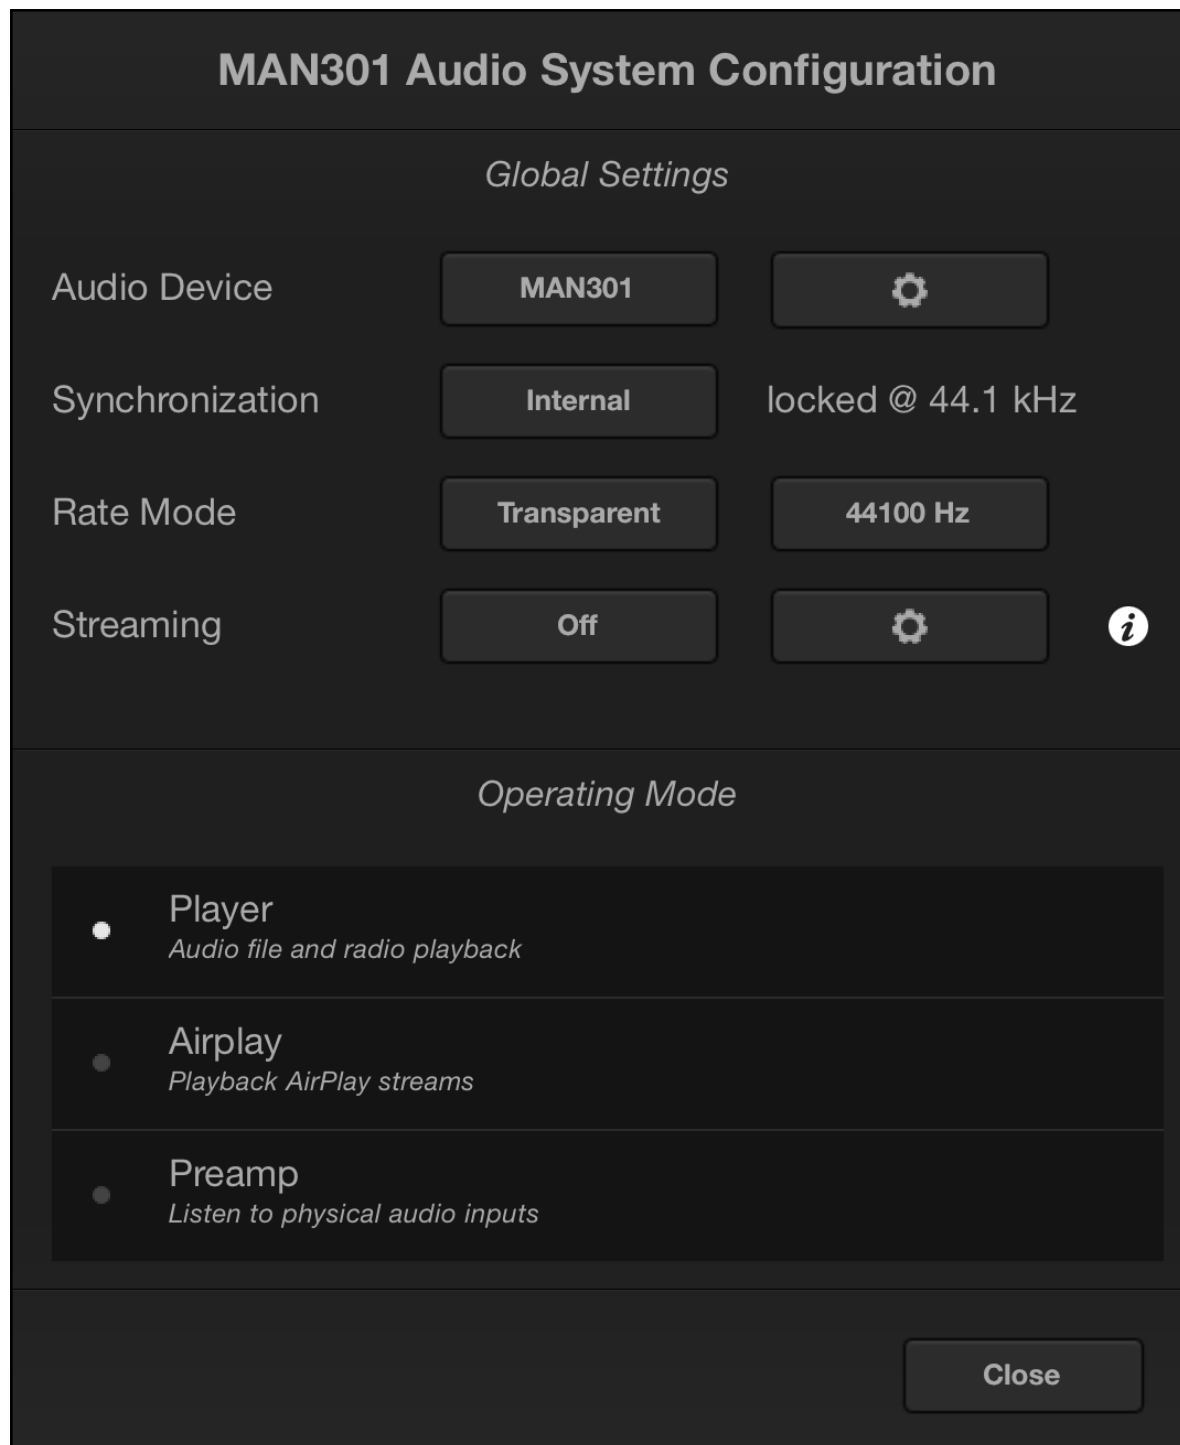 MAN301 Audio System Configuration
Global Settings
Audio Device MAN301
Synchronization Internal locked @ 44.1 kHz
Rate Mode Transparent 44100 Hz
Streaming Off i
Operating Mode
Player
Audio file and radio playback
Airplay
Playback AirPlay streams
Preamp
Listen to physical audio inputs
Close